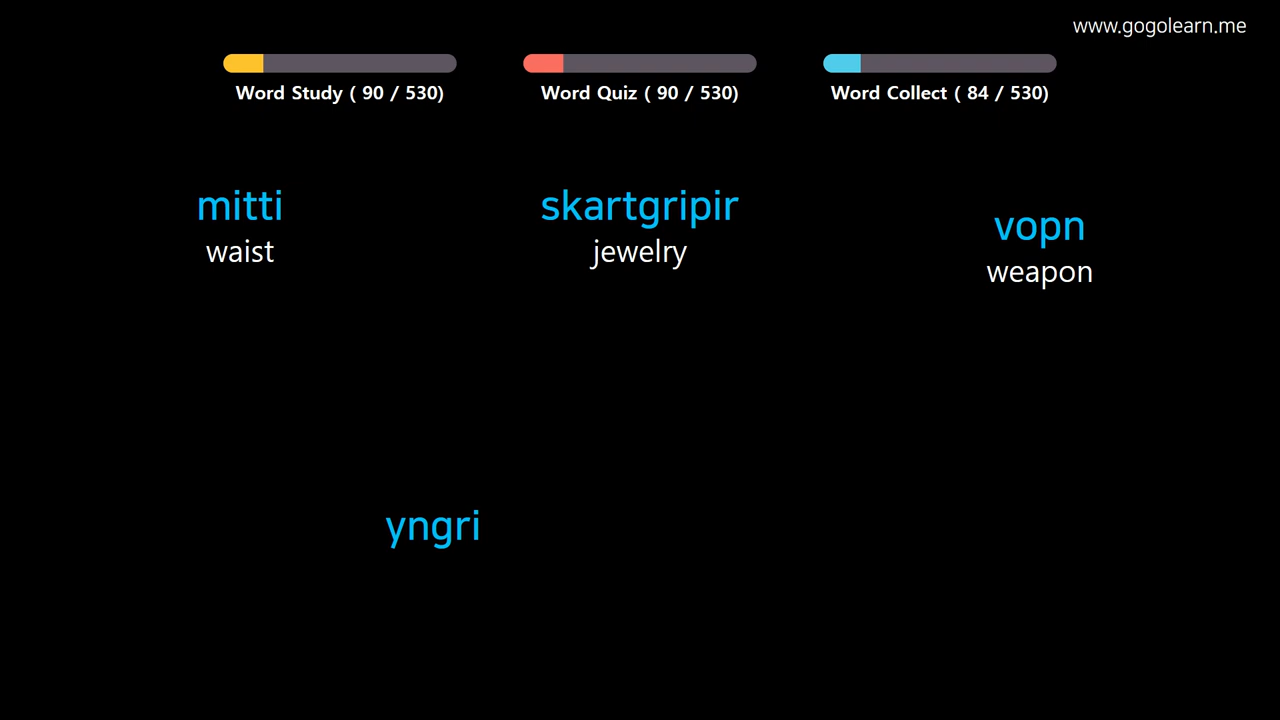 www.gogolearn.me
Word Study ( 90 / 530)
Word Quiz ( 90 / 530)
Word Collect ( 84 / 530)
mitti
waist
skartgripir
jewelry
vopn
weapon
yngri